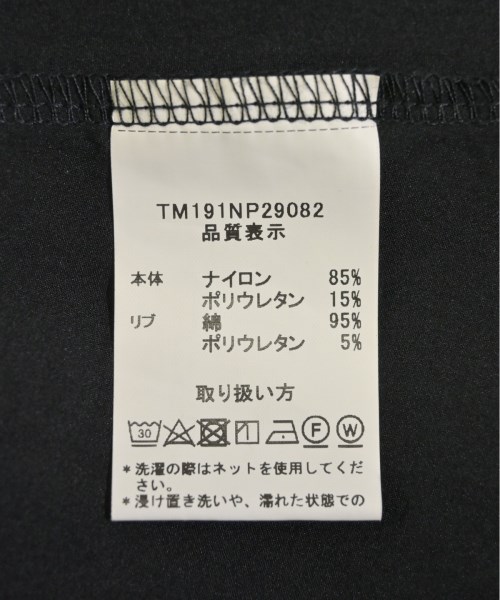 TM191NP29082
品質表示
本体 ナイロン 85%
ポリウレタン 15%
リブ 綿 95%
ポリウレタン 5%
取り扱い方
30 F W
*洗濯の際はネットを使用してくだ
さい。
*浸け置き洗いや、濡れた状態での